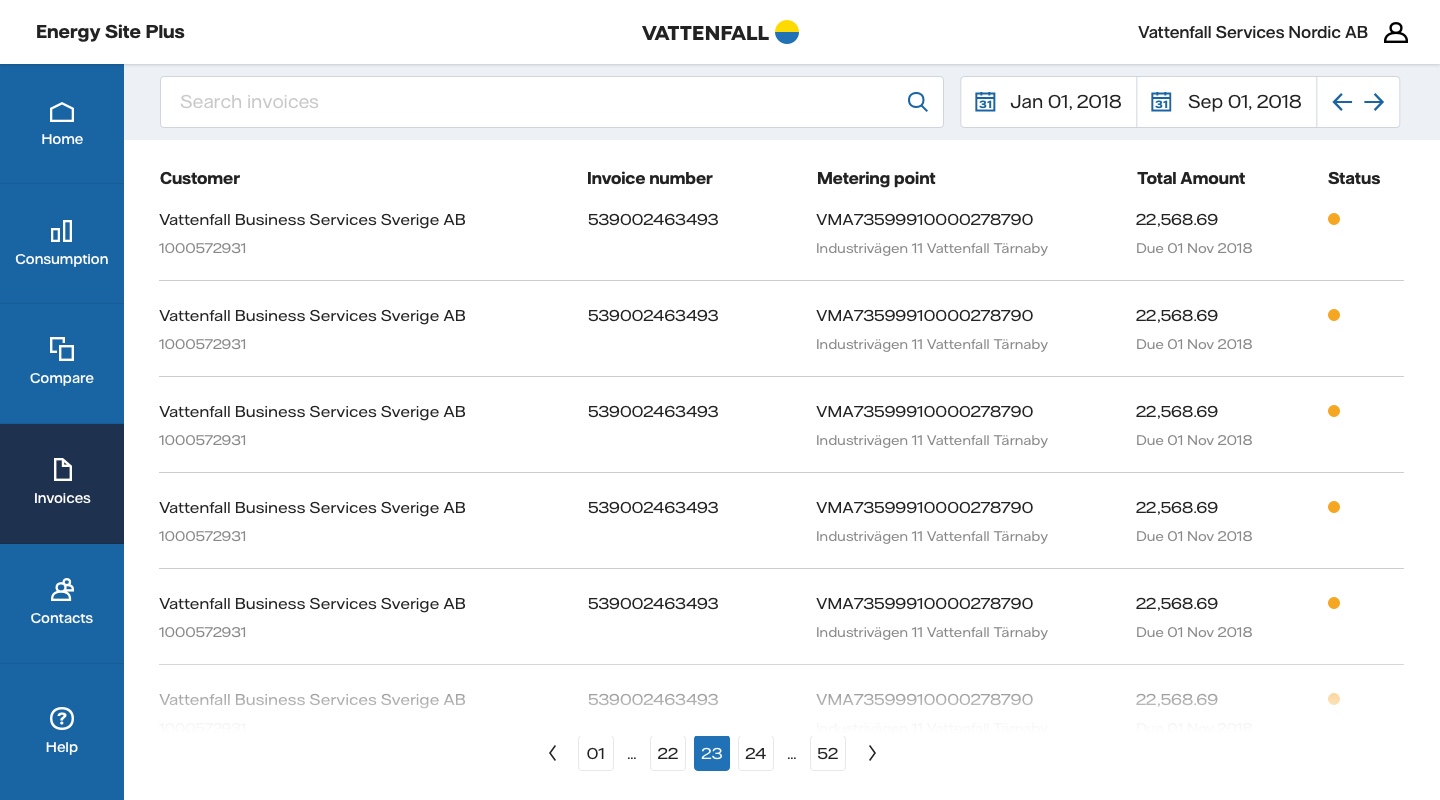 Energy Site Plus
VATTENFALL
Vattenfall Services Nordic AB
Home
Consumption
Compare
Invoices
Contacts
Help
Search invoices
31 Jan 01, 2018
31 Sep 01, 2018
Customer Invoice number Metering point Total Amount Status
Vattenfall Business Services Sverige AB 539002463493 VMA73599910000278790 22,568.69
1000572931 Industrivägen 11 Vattenfall Tärnaby Due 01 Nov 2018
Vattenfall Business Services Sverige AB 539002463493 VMA73599910000278790 22,568.69
1000572931 Industrivägen 11 Vattenfall Tärnaby Due 01 Nov 2018
Vattenfall Business Services Sverige AB 539002463493 VMA73599910000278790 22,568.69
1000572931 Industrivägen 11 Vattenfall Tärnaby Due 01 Nov 2018
Vattenfall Business Services Sverige AB 539002463493 VMA73599910000278790 22,568.69
1000572931 Industrivägen 11 Vattenfall Tärnaby Due 01 Nov 2018
Vattenfall Business Services Sverige AB 539002463493 VMA73599910000278790 22,568.69
1000572931 Industrivägen 11 Vattenfall Tärnaby Due 01 Nov 2018
Vattenfall Business Services Sverige AB 539002463493 VMA73599910000278790 22,568.69
01 ... 22 23 24 ... 52